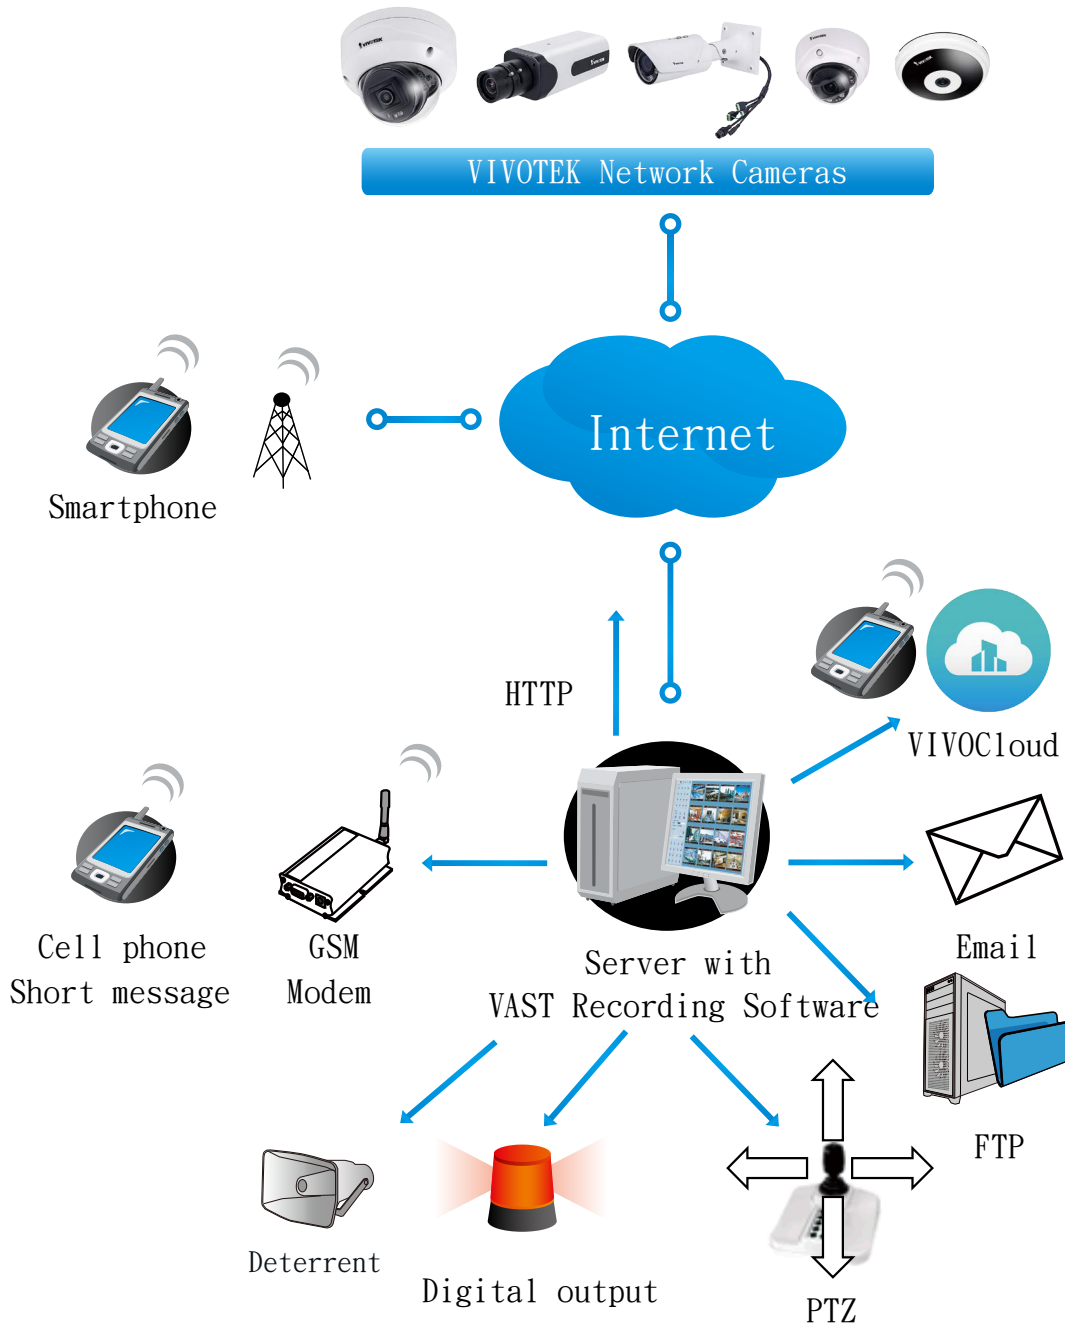 VIVOTEK
VIVOTEK Network Cameras
Internet
Smartphone
HTTP
VIVOCloud
Cell phone
Short message
GSM
Modem
Server with
VAST Recording Software
Email
FTP
Deterrent
Digital output
PTZ